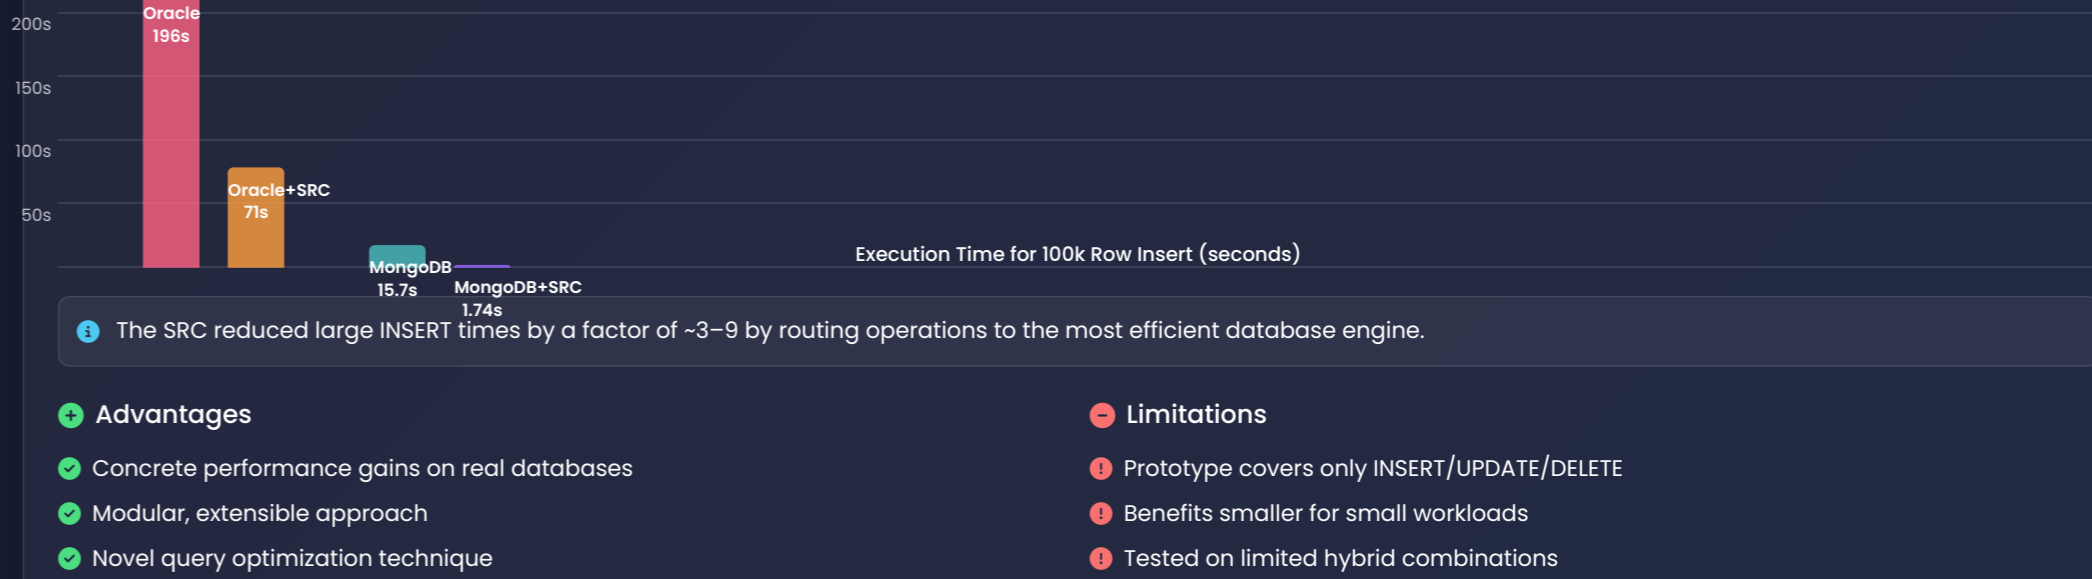 200s
150s
100s
50s
Oracle
196s
Oracle+SRC
71s
MongoDB
15.7s
MongoDB+SRC
1.74s
Execution Time for 100k Row Insert (seconds)
The SRC reduced large INSERT times by a factor of ~3–9 by routing operations to the most efficient database engine.
Advantages
Concrete performance gains on real databases
Modular, extensible approach
Novel query optimization technique
Limitations
Prototype covers only INSERT/UPDATE/DELETE
Benefits smaller for small workloads
Tested on limited hybrid combinations